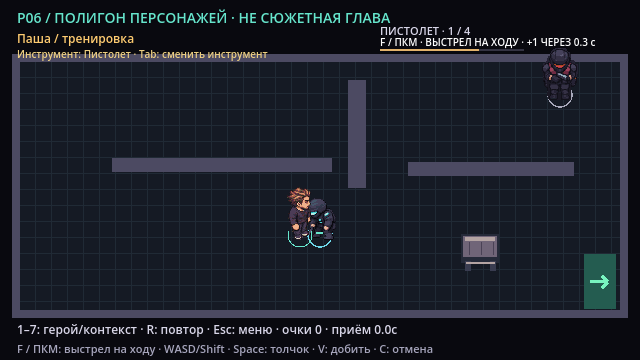 P06 / ПОЛИГОН ПЕРСОНАЖЕЙ · НЕ СЮЖЕТНАЯ ГЛАВА
Паша / тренировка
ПИСТОЛЕТ · 1 / 4
F / ПКМ · ВЫСТРЕЛ НА ХОДУ · +1 ЧЕРЕЗ 0.3 с
Инструмент: Пистолет · Tab: сменить инструмент
1–7: герой/контекст · R: повтор · Esc: меню · очки 0 · приём 0.0с
F / ПКМ: выстрел на ходу · WASD/Shift · Space: толчок · V: добить · C: отмена